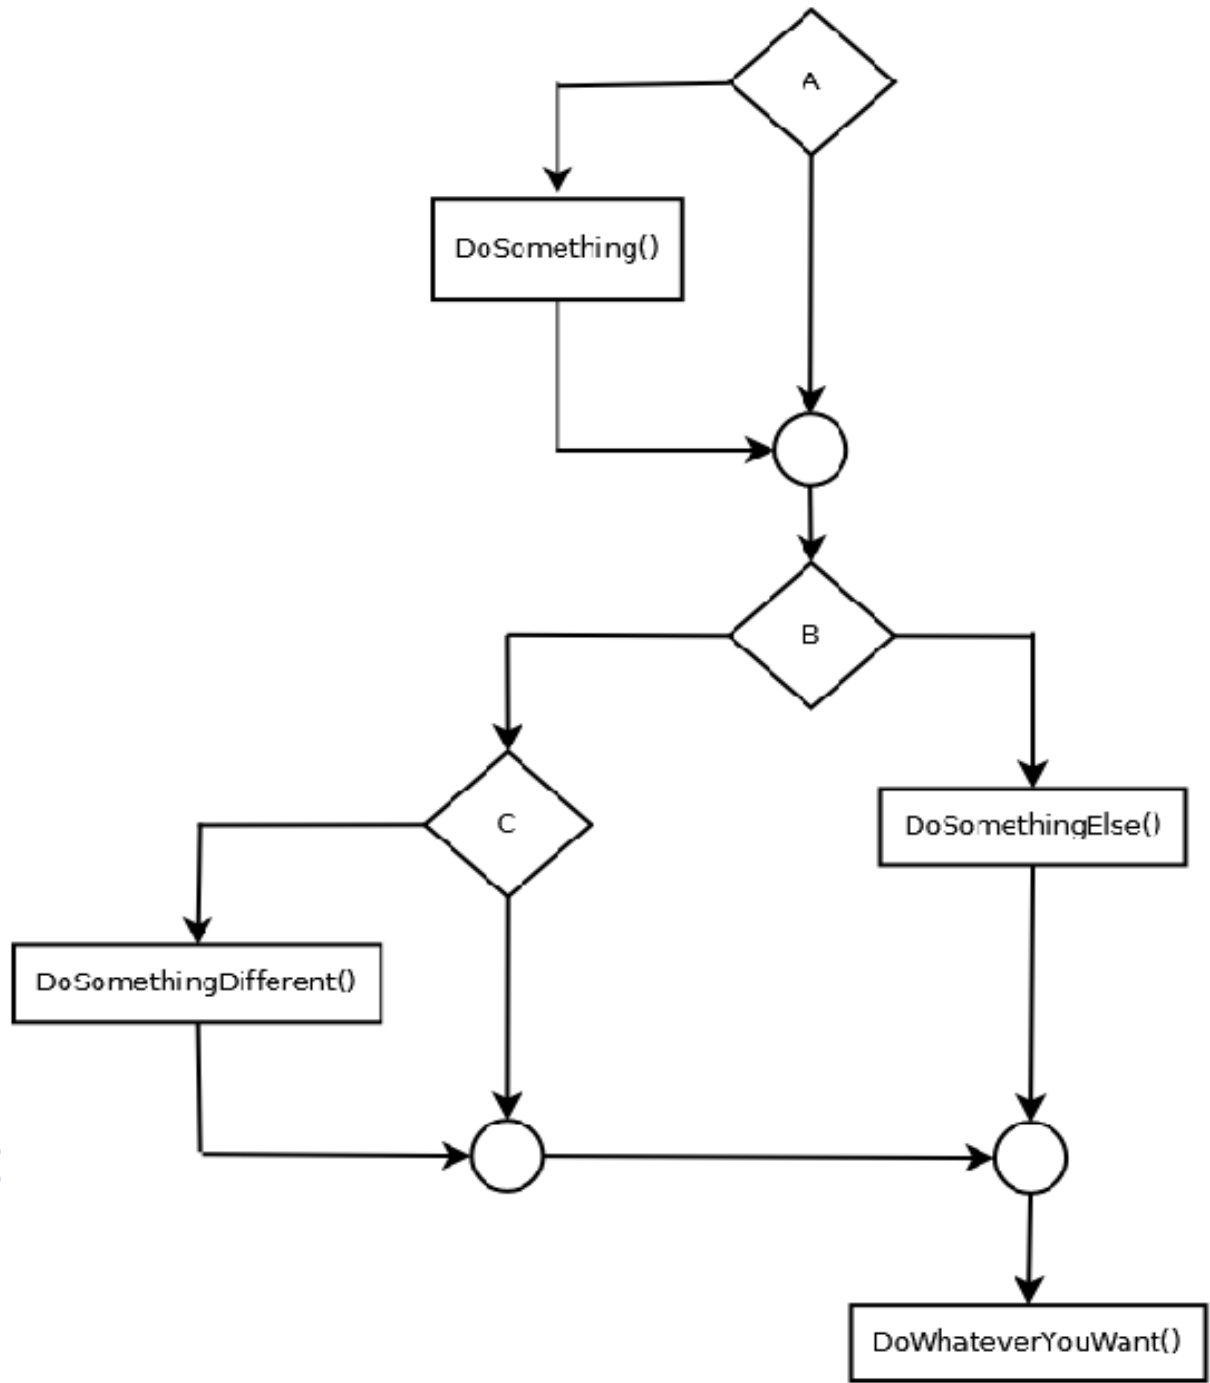 A
DoSomething()
B
C
DoSomethingElse()
DoSomethingDifferent()
DoWhateverYouWant()